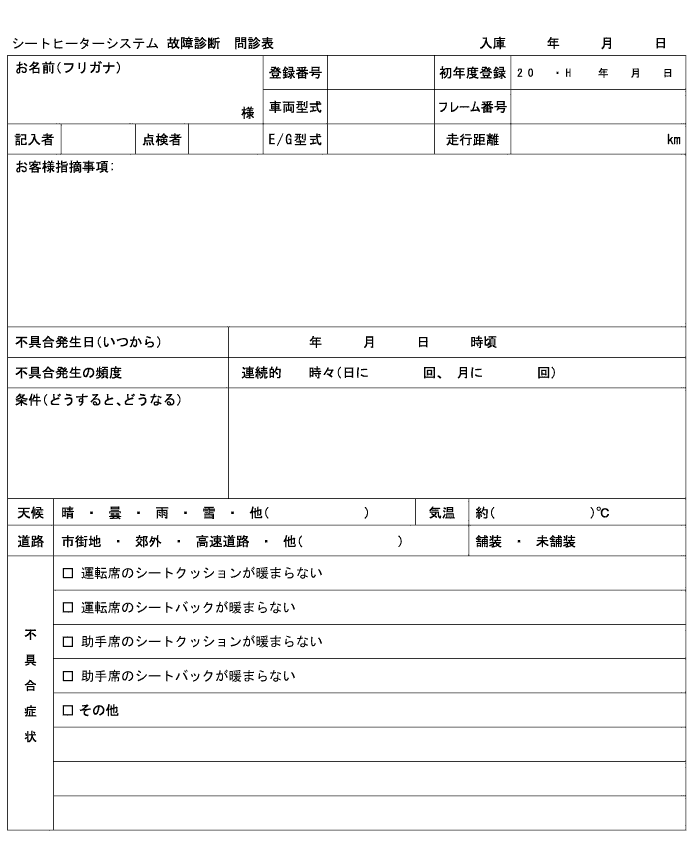 シートヒーターシステム 故障診断 問診表 入庫 年 月 日
お名前(フリガナ) 登録番号 初年度登録 20 ・H 年 月 日
様 車両型式 フレーム番号
記入者 点検者 E/G型式 走行距離 km
お客様指摘事項:
不具合発生日(いつから) 年 月 日 時頃
不具合発生の頻度 連続的 時々(日に 回、月に 回)
条件(どうすると、どうなる)
天候 晴 ・ 曇 ・ 雨 ・ 雪 ・ 他( ) 気温 約( )℃
道路 市街地 ・ 郊外 ・ 高速道路 ・ 他( ) 舗装 ・ 未舗装
不具合症状
□ 運転席のシートクッションが暖まらない
□ 運転席のシートバックが暖まらない
□ 助手席のシートクッションが暖まらない
□ 助手席のシートバックが暖まらない
□ その他